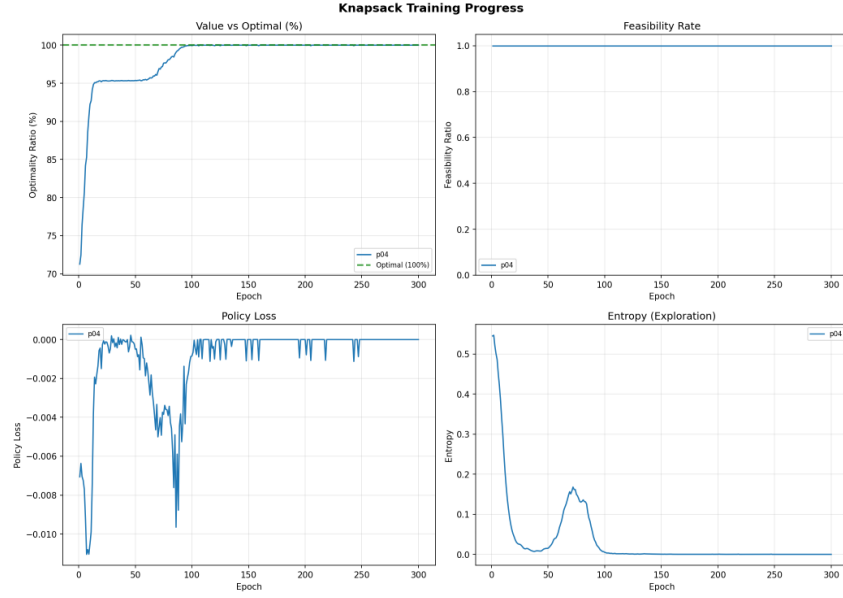 Knapsack Training Progress
Value vs Optimal (%)
100
95
90
85
80
75
70
Optimality Ratio (%)
0
50
100
150
200
250
300
Epoch
p04
Optimal (100%)
Feasibility Rate
1.0
0.8
0.6
0.4
0.2
0.0
Feasibility Ratio
0
50
100
150
200
250
300
Epoch
p04
Policy Loss
0.000
−0.002
−0.004
−0.006
−0.008
−0.010
Policy Loss
0
50
100
150
200
250
300
Epoch
p04
Entropy (Exploration)
0.5
0.4
0.3
0.2
0.1
0.0
Entropy
0
50
100
150
200
250
300
Epoch
p04